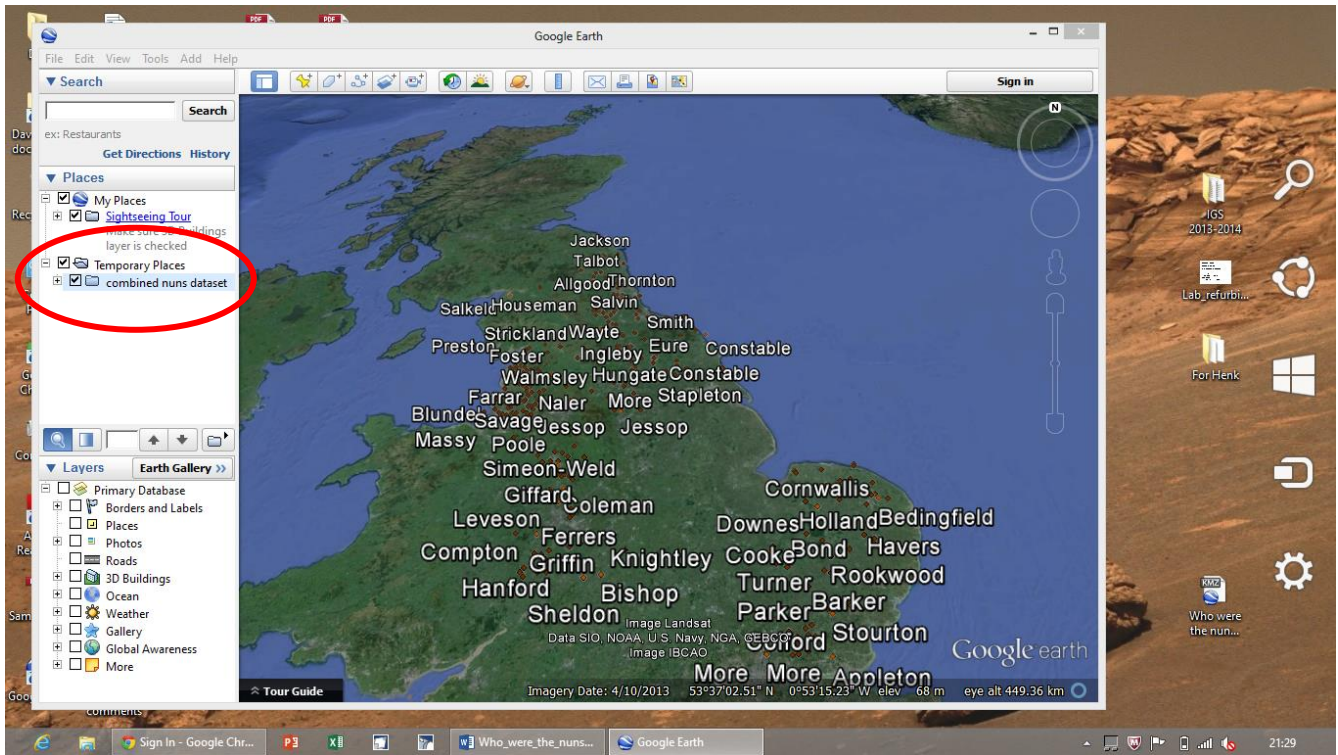 PDF
PDF
Google Earth
File Edit View Tools Add Help
Search
Search
ex: Restaurants
Get Directions History
Places
My Places
Sightseeing Tour
Make sure 3D Buildings
layer is checked
Temporary Places
combined nuns dataset
Layers
Earth Gallery >>
Primary Database
Borders and Labels
Places
Photos
Roads
3D Buildings
Ocean
Weather
Gallery
Global Awareness
More
Sign in
N
Jackson
Talbot
Allgood Thornton
Houseman Salvin
Strickland Wayte Smith
Preston Foster Ingleby Eure Constable
Walmsley Hungate Constable
Farrar Naler More Stapleton
Savage Jessop Jessop
Massy Poole
Simeon-Weld
Giffard Coleman Cornwallis
Leveson Downes Holland Bedingfield
Ferrers
Compton Griffin Knightley Cooke Bond Havers
Hanford Bishop Turner Rookwood
Sheldon Parker Barker
Image Landsat
Data SIO, NOAA, U.S. Navy, NGA, GEBCO
Image IBCAO
Stourton
More More Appleton
Google earth
Tour Guide
Imagery Date: 4/10/2013 53°37'02.51" N 0°53'15.23" W elev 68 m eye alt 449.36 km
IGS
2013-2014
Lab_refurbi...
For Henk
KMZ
Who were
the nun...
comments
Sign In - Google Chr...
Who_were_the_nuns...
Google Earth
21:29